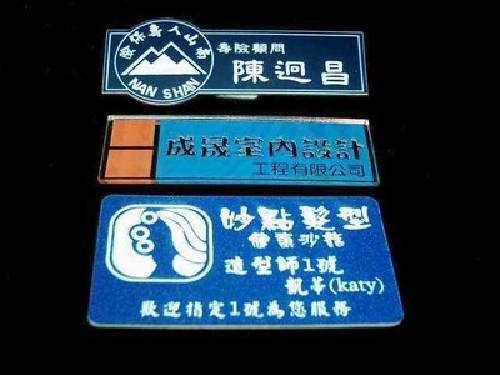 南山人壽保險
NAN SHAN
壽險顧問
陳迴昌
成晟室內設計
工程有限公司
妙點髮型
造型師1號
凱莘(katy)
歡迎指定1號為您服務